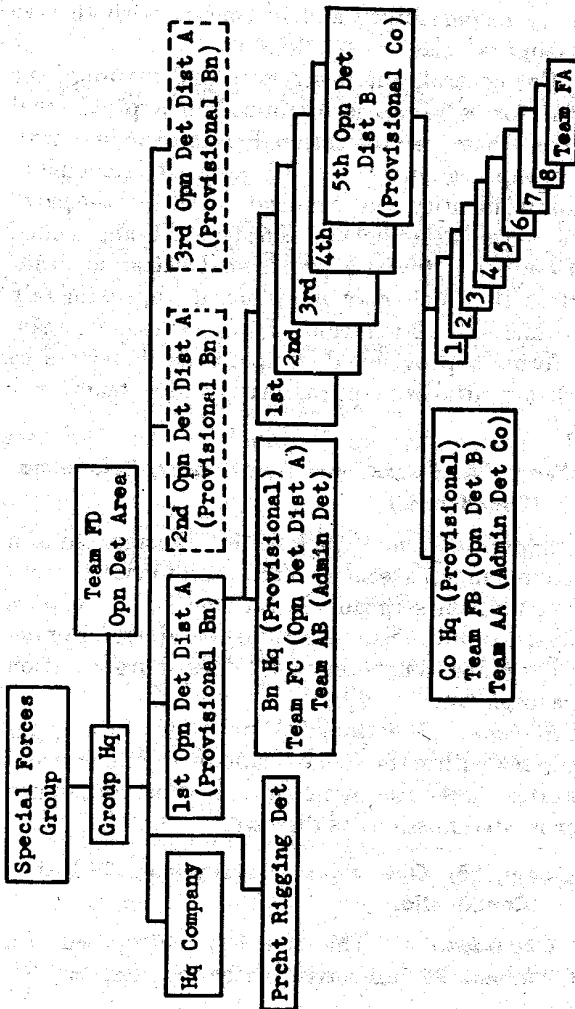 Special Forces
Group
Group Hq
Team FD
Opn Det Area
Hq Company
Prcht Rigging Det
1st Opn Det Dist A
(Provisional Bn)
2nd Opn Det Dist A
(Provisional Bn)
3rd Opn Det Dist A
(Provisional Bn)
Bn Hq (Provisional)
Team FC (Opn Det Dist A)
Team AB (Admin Det)
1st
2nd
3rd
4th
5th Opn Det
Dist B
(Provisional Co)
Co Hq (Provisional)
Team FB (Opn Det B)
Team AA (Admin Det Co)
1
2
3
4
5
6
7
8
Team FA